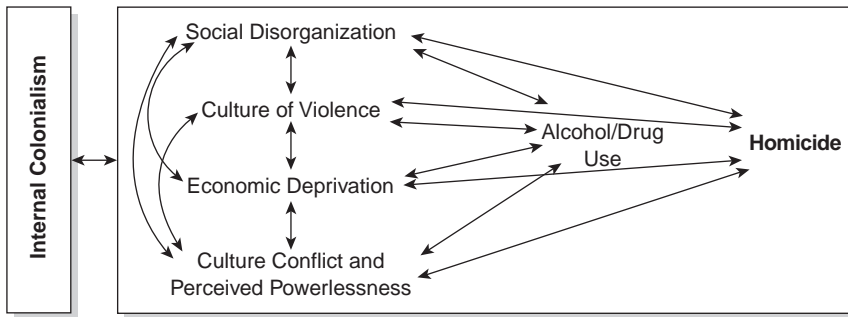 Internal Colonialism
Social Disorganization
Culture of Violence
Alcohol/Drug
Use
Homicide
Economic Deprivation
Culture Conflict and
Perceived Powerlessness